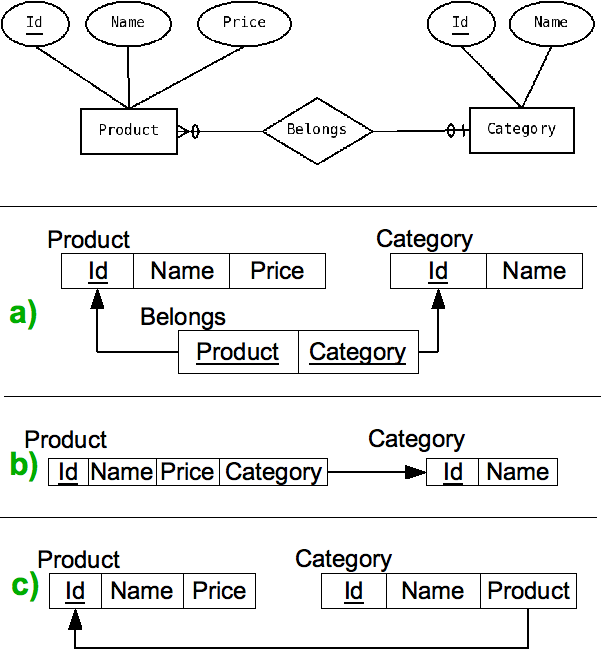 Id Name Price Id Name
Product Belongs Category
Product Category
Id Name Price Id Name
a)
Belongs
Product Category
Product Category
b) Id Name Price Category Id Name
Product Category
c) Id Name Price Id Name Product